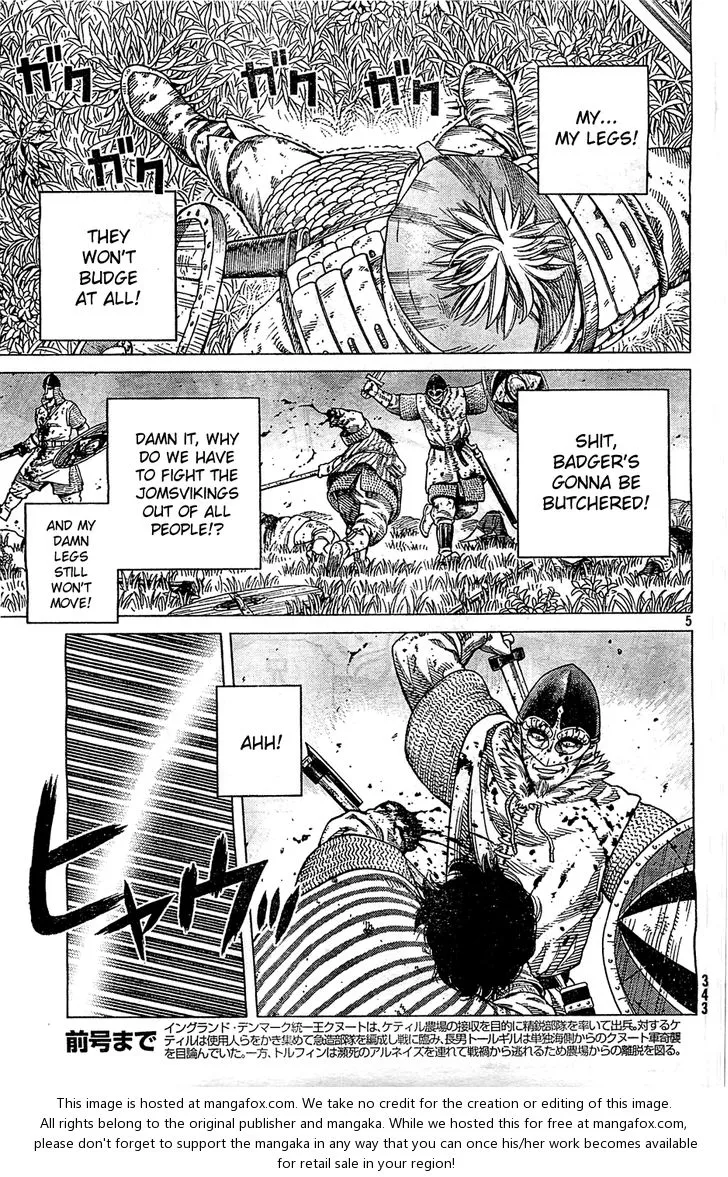 ガク
ガク
ガク
ガク
MY...
MY LEGS!
THEY
WON'T
BUDGE
AT ALL!
SHIT,
BADGER'S
GONNA BE
BUTCHERED!
DAMN IT, WHY
DO WE HAVE
TO FIGHT THE
JOMSVIKINGS
OUT OF ALL
PEOPLE!?
AND MY
DAMN
LEGS
STILL
WON'T
MOVE!
5
AHH!
ヒャウッ
343
前号まで
イングランド・デンマーク統一王クヌートは、ケティル農場の接収を目的に精鋭部隊を率いて出兵。対するケ
ティルは使用人らをかき集めて急造部隊を編成し戦に臨み、長男トールギルは単独海側からのクヌート軍奇襲
を目論んでいた。一方、トルフィンは瀕死のアルネイズを連れて戦禍から逃れるため農場からの離脱を図る。
This image is hosted at mangafox.com. We take no credit for the creation or editing of this image.
All rights belong to the original publisher and mangaka. While we hosted this for free at mangafox.com,
please don't forget to support the mangaka in any way that you can once his/her work becomes available
for retail sale in your region!